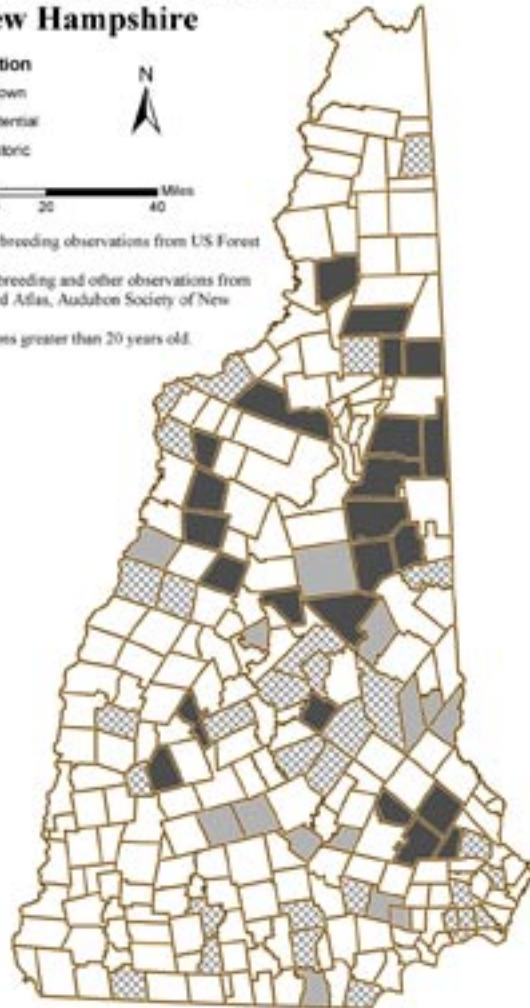 ew Hampshire
tion
own
tential
toric
N
Miles
20
40
breeding observations from US Forest
breeding and other observations from
d Atlas, Audubon Society of New
ons greater than 20 years old.